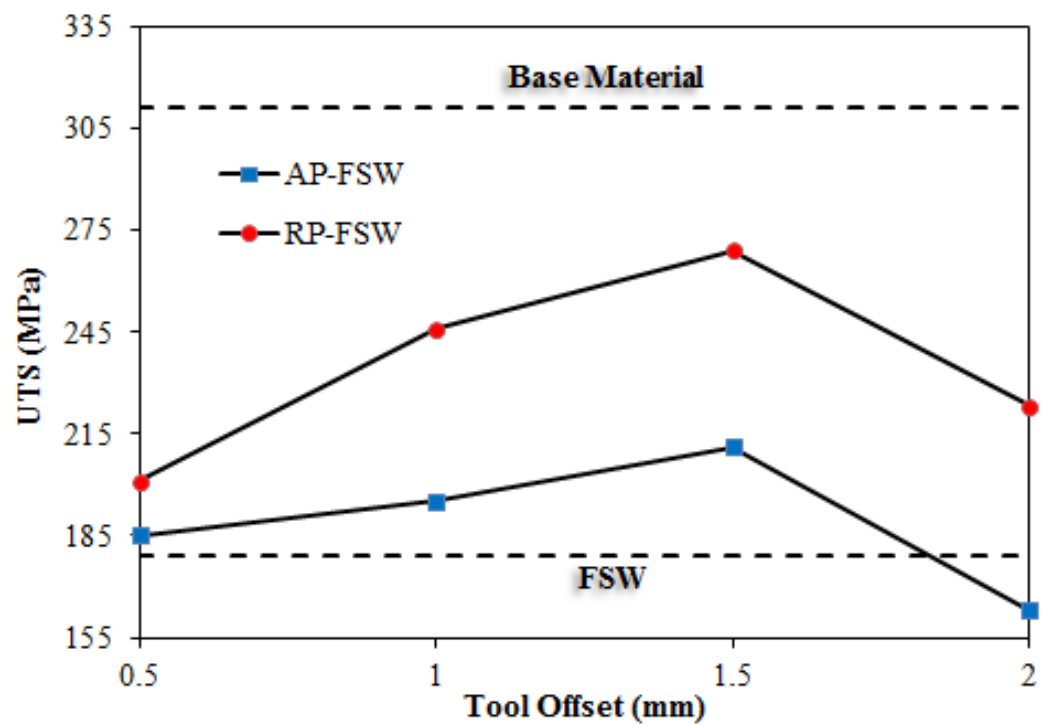 335
Base Material
305
AP-FSW
275
RP-FSW
245
UTS (MPa)
215
185
FSW
155
0.5 1 1.5 2
Tool Offset (mm)